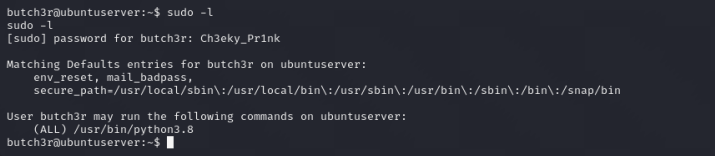 butch3r@ubuntuserver:~$ sudo -l
sudo -l
[sudo] password for butch3r: Ch3eky_Pr1nk

Matching Defaults entries for butch3r on ubuntuserver:
    env_reset, mail_badpass,
    secure_path=/usr/local/sbin\:/usr/local/bin\:/usr/sbin\:/usr/bin\:/sbin\:/bin\:/snap/bin

User butch3r may run the following commands on ubuntuserver:
    (ALL) /usr/bin/python3.8
butch3r@ubuntuserver:~$